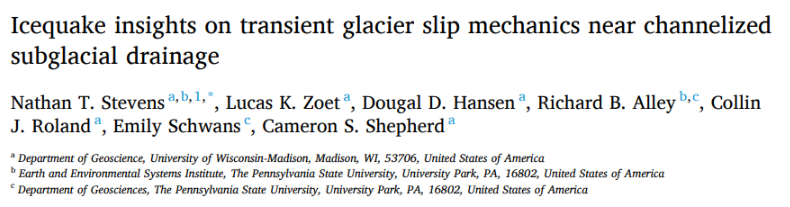 Icequake insights on transient glacier slip mechanics near channelized
subglacial drainage
Nathan T. Stevens a,b,1,*, Lucas K. Zoet a, Dougal D. Hansen a, Richard B. Alley b,c, Collin
J. Roland a, Emily Schwans c, Cameron S. Shepherd a
a Department of Geoscience, University of Wisconsin-Madison, Madison, WI, 53706, United States of America
b Earth and Environmental Systems Institute, The Pennsylvania State University, University Park, PA, 16802, United States of America
c Department of Geosciences, The Pennsylvania State University, University Park, PA, 16802, United States of America